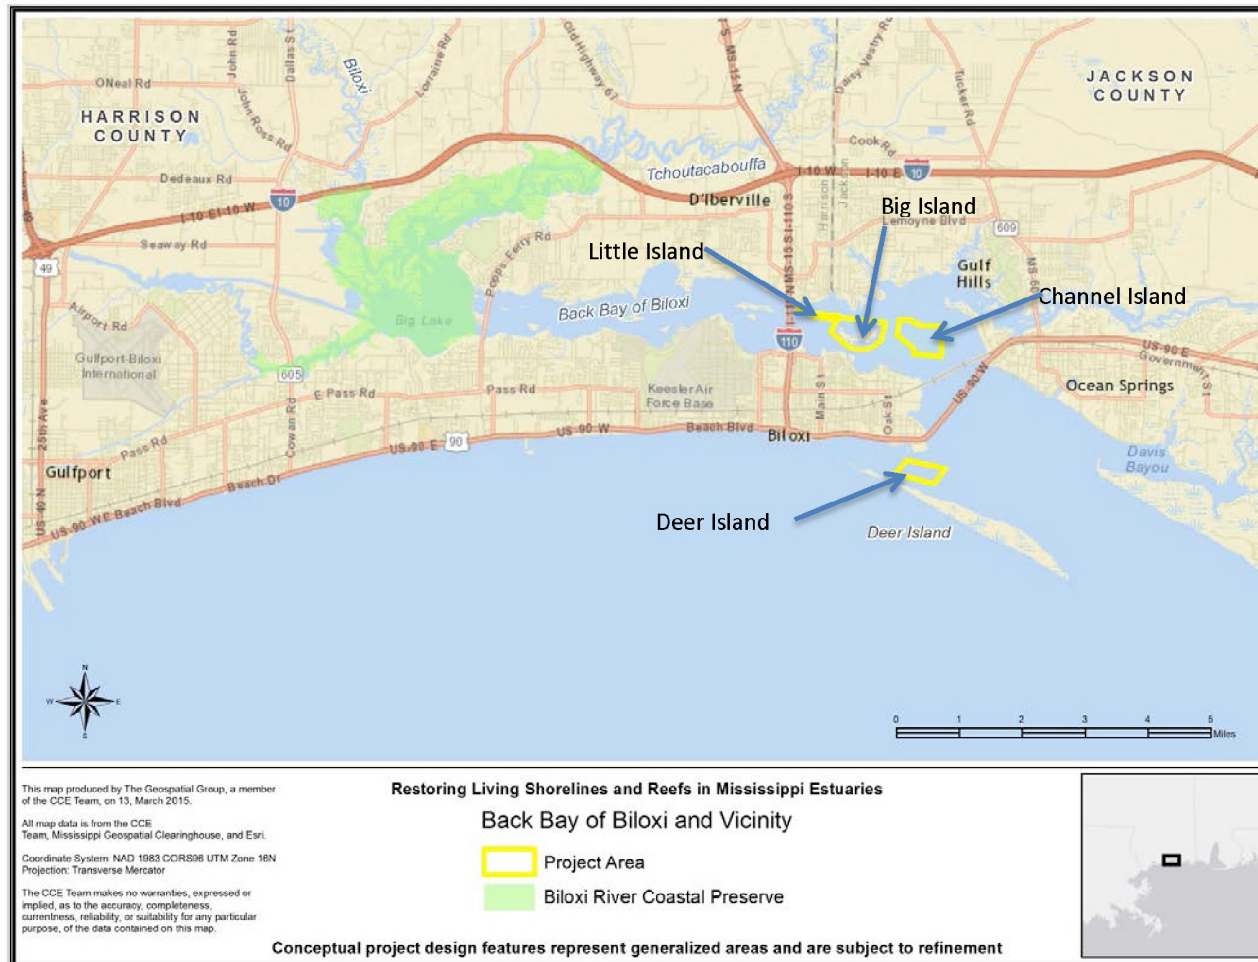 John Rd
Dallas St
Biloxi
Lorraine Rd
Old Highway 67
S MS-15 N
Daisy Vestry Rd
Tucker Rd
JACKSON
COUNTY
ONeal Rd
HARRISON
COUNTY
John Ross Rd
Cook Rd
Dedeaux Rd
10
I-10 E I-10 W
Tchoutacabouffa
I-10 W
I-10 E
10
D'Iberville
Harrison
Jackson
Big Island
Lemoyne Blvd
609
Seaway Rd
49
Popps Ferry Rd
Little Island
Gulf
Hills
Channel Island
Airport Rd
Big Lake
Back Bay of Biloxi
110
Gulfport-Biloxi
International
605
US-90 E
Government St
E Pass Rd
Pass Rd
Keesler Air
Force Base
Main St
Oak St
US-90 W
Ocean Springs
25th Ave
Pass Rd
Cowan Rd
US-90 E
90
US-90 W
Beach Blvd
Biloxi
Davis
Bayou
Gulfport
Beach Dr
US-90 W
E Beach Blvd
Deer Island
Deer Island
N
W
E
S
0 1 2 3 4 5
Miles
This map produced by The Geospatial Group, a member
of the CCE Team, on 13, March 2015.
All map data is from the CCE
Team, Mississippi Geospatial Clearinghouse, and Esri.
Coordinate System: NAD 1983 CORS96 UTM Zone 16N
Projection: Transverse Mercator
The CCE Team makes no warranties, expressed or
implied, as to the accuracy, completeness,
currentness, reliability, or suitability for any particular
purpose, of the data contained on this map.
Restoring Living Shorelines and Reefs in Mississippi Estuaries
Back Bay of Biloxi and Vicinity
Project Area
Biloxi River Coastal Preserve
Conceptual project design features represent generalized areas and are subject to refinement